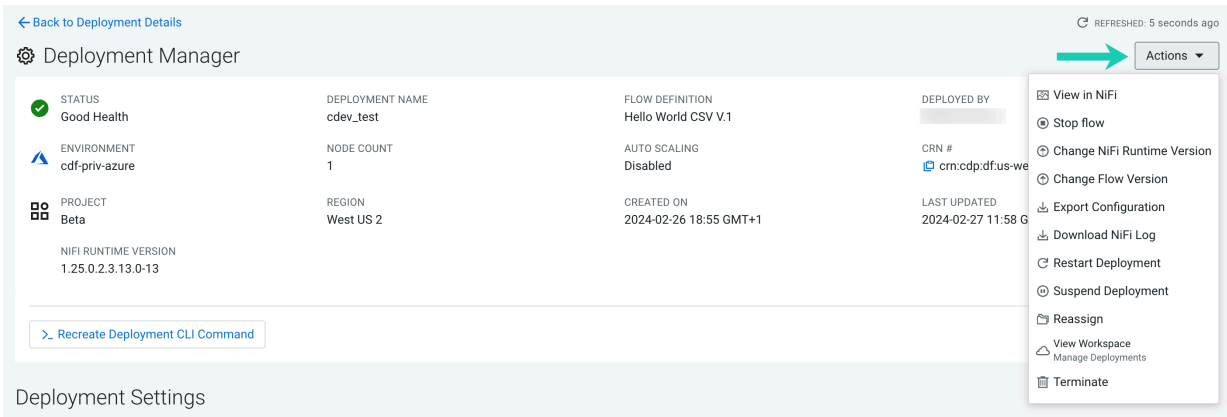 Back to Deployment Details
REFRESHED: 5 seconds ago
Deployment Manager
Actions
STATUS
Good Health
DEPLOYMENT NAME
cdev_test
FLOW DEFINITION
Hello World CSV V.1
DEPLOYED BY
ENVIRONMENT
cdf-priv-azure
NODE COUNT
1
AUTO SCALING
Disabled
CRN #
crn:cdp:df:us-we
PROJECT
Beta
REGION
West US 2
CREATED ON
2024-02-26 18:55 GMT+1
LAST UPDATED
2024-02-27 11:58 G
NIFI RUNTIME VERSION
1.25.0.2.3.13.0-13
>_ Recreate Deployment CLI Command
View in NiFi
Stop flow
Change NiFi Runtime Version
Change Flow Version
Export Configuration
Download NiFi Log
Restart Deployment
Suspend Deployment
Reassign
View Workspace
Manage Deployments
Terminate
Deployment Settings